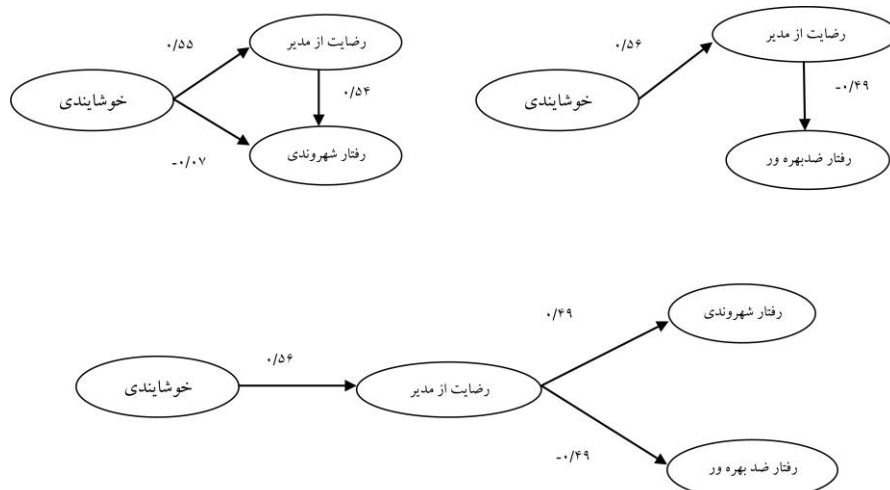 ۰/۵۵
رضایت از مدیر
خوشایندی
۰/۵۴
-۰/۰۷
رفتار شهروندی
۰/۵۶
رضایت از مدیر
خوشایندی
-۰/۴۹
رفتار ضدبهره ور
۰/۴۹
رفتار شهروندی
۰/۵۶
خوشایندی
رضایت از مدیر
-۰/۴۹
رفتار ضد بهره ور